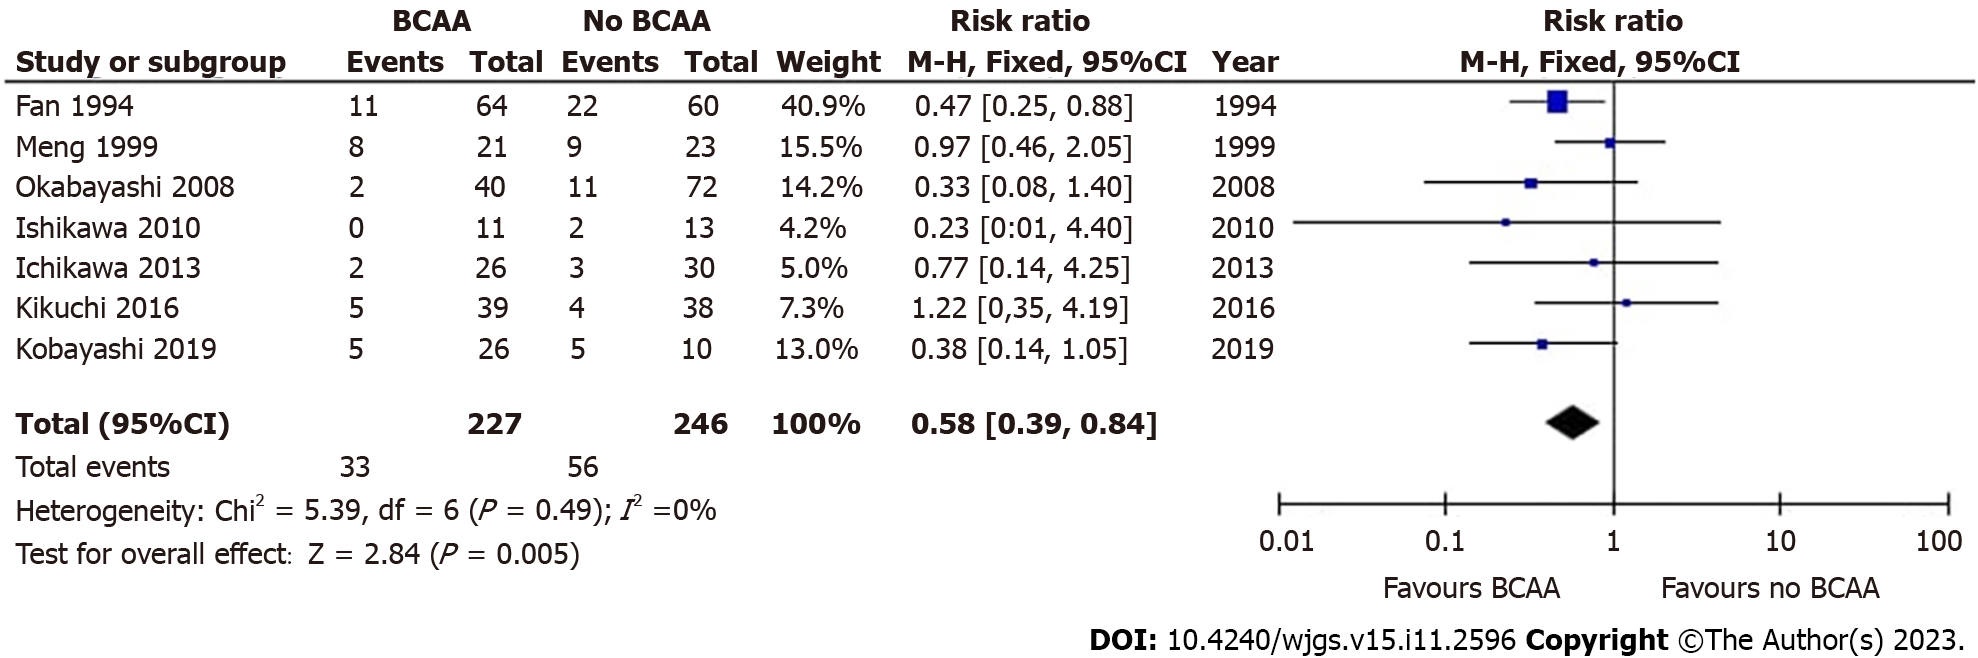 BCAA No BCAA Risk ratio Risk ratio
Study or subgroup Events Total Events Total Weight M-H, Fixed, 95%CI Year M-H, Fixed, 95%CI
Fan 1994 11 64 22 60 40.9% 0.47 [0.25, 0.88] 1994
Meng 1999 8 21 9 23 15.5% 0.97 [0.46, 2.05] 1999
Okabayashi 2008 2 40 11 72 14.2% 0.33 [0.08, 1.40] 2008
Ishikawa 2010 0 11 2 13 4.2% 0.23 [0:01, 4.40] 2010
Ichikawa 2013 2 26 3 30 5.0% 0.77 [0.14, 4.25] 2013
Kikuchi 2016 5 39 4 38 7.3% 1.22 [0,35, 4.19] 2016
Kobayashi 2019 5 26 5 10 13.0% 0.38 [0.14, 1.05] 2019
Total (95%CI) 227 246 100% 0.58 [0.39, 0.84]
Total events 33 56
Heterogeneity: Chi² = 5.39, df = 6 (P = 0.49); I² =0%
Test for overall effect: Z = 2.84 (P = 0.005)
0.01 0.1 1 10 100
Favours BCAA Favours no BCAA
DOI: 10.4240/wjgs.v15.i11.2596 Copyright ©The Author(s) 2023.